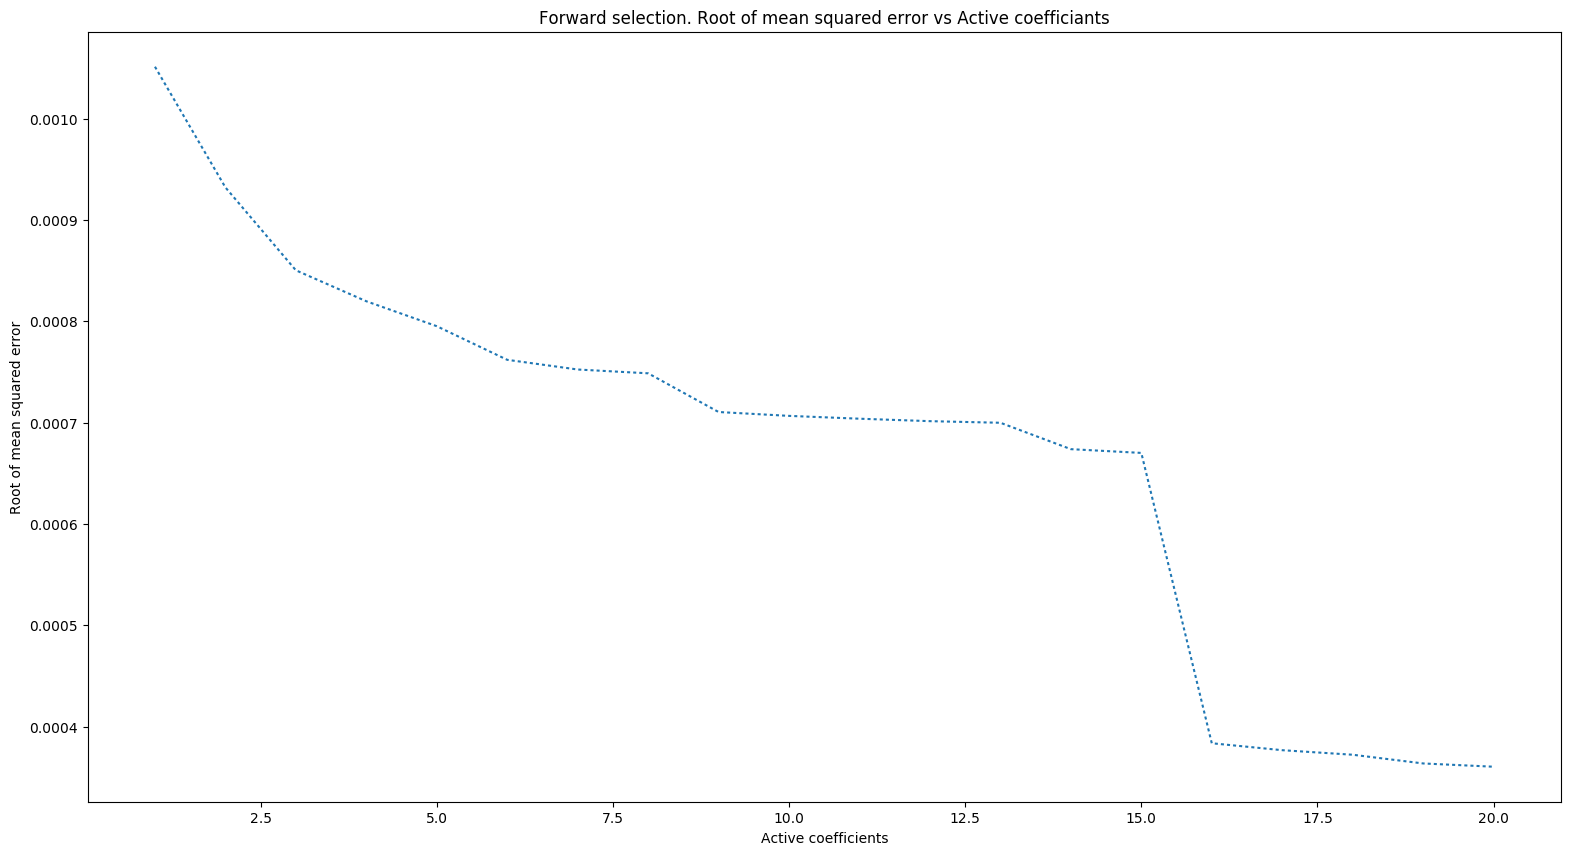 Forward selection. Root of mean squared error vs Active coefficiants
0.0010
0.0009
0.0008
0.0007
0.0006
0.0005
0.0004
Root of mean squared error
2.5 5.0 7.5 10.0 12.5 15.0 17.5 20.0
Active coefficients